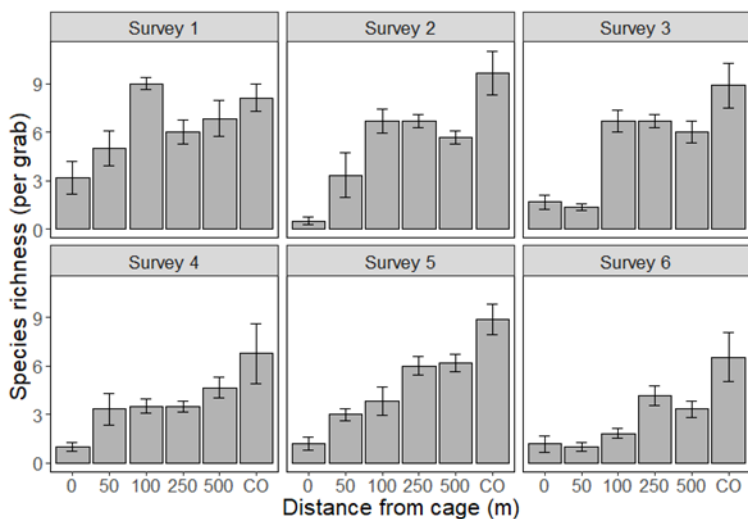 Survey 1 Survey 2 Survey 3
9
6
3
0
Survey 4 Survey 5 Survey 6
9
6
3
0
0 50 100 250 500 CO 0 50 100 250 500 CO 0 50 100 250 500 CO
Distance from cage (m)
Species richness (per grab)